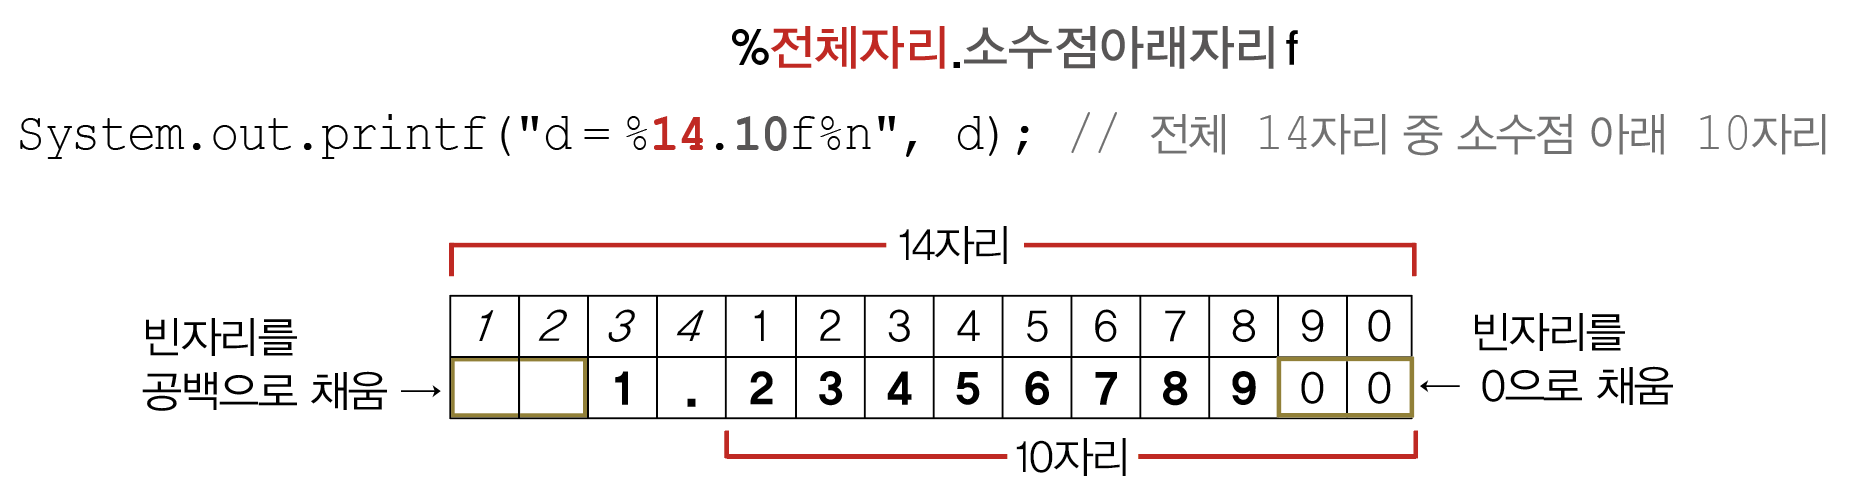 %전체자리.소수점아래자리f
System.out.printf("d=%14.10f%n", d); // 전체 14자리 중 소수점 아래 10자리
14자리
빈자리를
공백으로 채움 →
1 2 3 4 1 2 3 4 5 6 7 8 9 0
1 . 2 3 4 5 6 7 8 9 0 0
빈자리를
← 0으로 채움
10자리